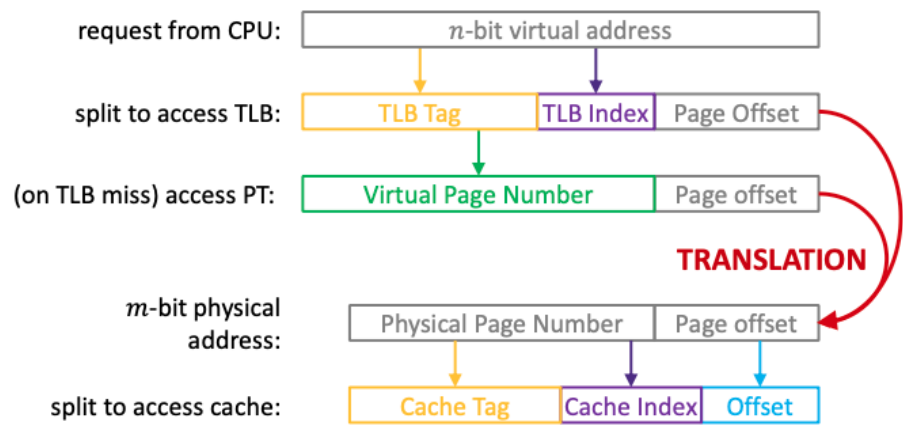 request from CPU: n-bit virtual address
split to access TLB: TLB Tag TLB Index Page Offset
(on TLB miss) access PT: Virtual Page Number Page offset
TRANSLATION
m-bit physical
address: Physical Page Number Page offset
split to access cache: Cache Tag Cache Index Offset